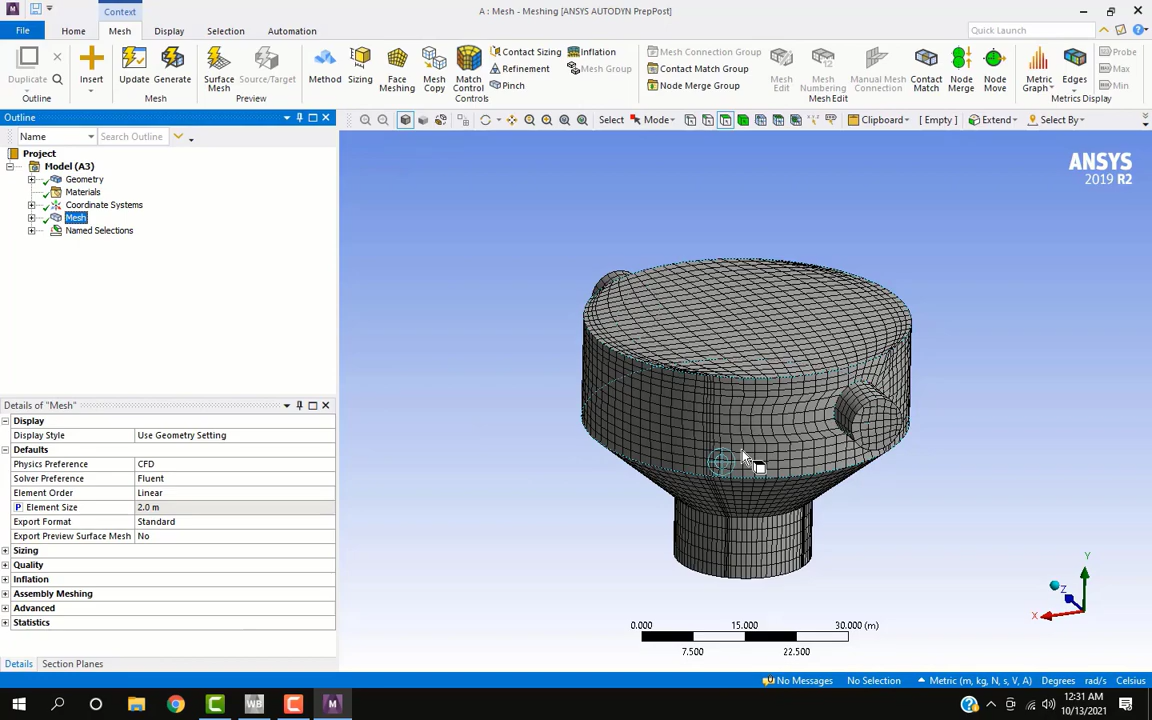 Context
A : Mesh - Meshing [ANSYS AUTODYN PrepPost]
File Home Mesh Display Selection Automation Quick Launch
Duplicate Outline
Insert
Update Generate Mesh
Surface Mesh Source/Target Preview
Method Sizing Face Meshing Mesh Copy Match Control Controls
Contact Sizing Inflation
Refinement Mesh Group
Pinch
Mesh Connection Group
Contact Match Group
Node Merge Group
Mesh Edit Mesh Numbering Manual Mesh Connection Contact Match Node Merge Node Move Mesh Edit
Metric Graph Edges Probe Max Min Metrics Display
Outline
Name Search Outline
Select Mode Clipboard [ Empty ] Extend Select By
Project
Model (A3)
Geometry
Materials
Coordinate Systems
Mesh
Named Selections
ANSYS
2019 R2
Details of "Mesh"
Display
Display Style Use Geometry Setting
Defaults
Physics Preference CFD
Solver Preference Fluent
Element Order Linear
P Element Size 2.0 m
Export Format Standard
Export Preview Surface Mesh No
Sizing
Quality
Inflation
Assembly Meshing
Advanced
Statistics
Y
Z
X
0.000 15.000 30.000 (m)
7.500 22.500
Details Section Planes
No Messages No Selection Metric (m, kg, N, s, V, A) Degrees rad/s Celsius
WB M
12:31 AM
10/13/2021